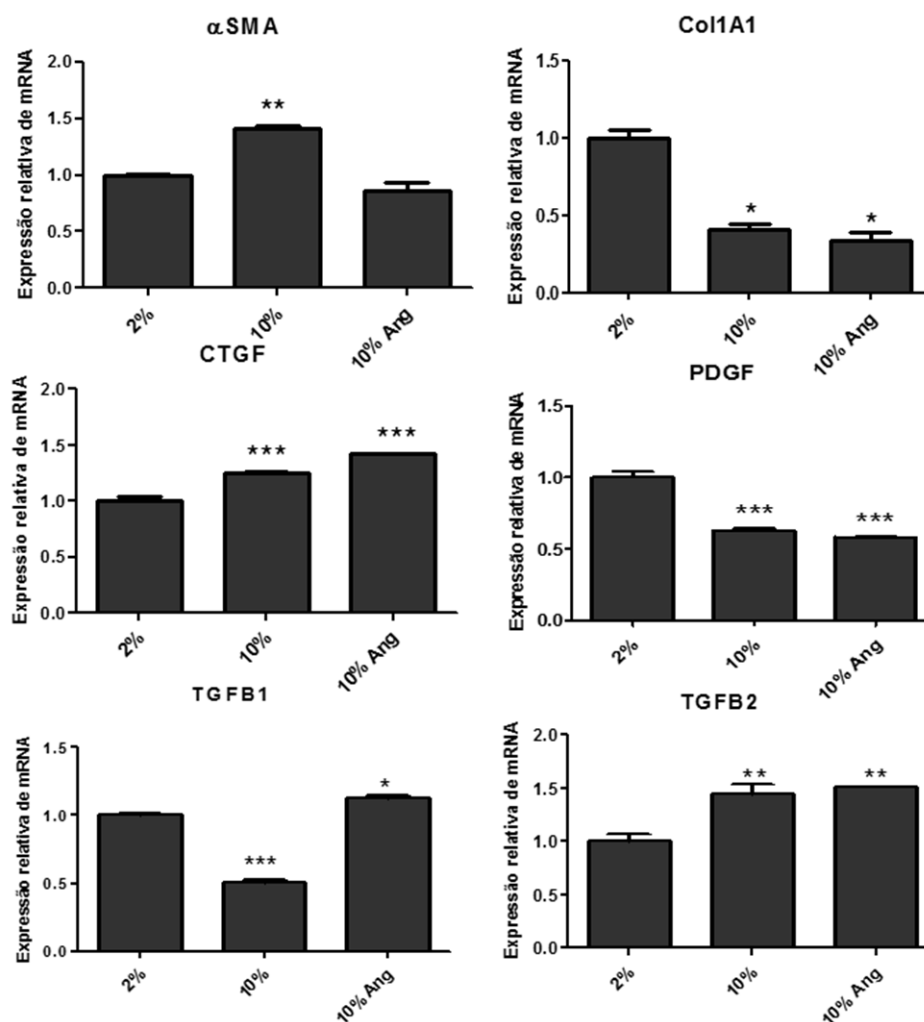 αSMA
Expressão relativa de mRNA
2.0
1.5
1.0
0.5
0.0
**
2%
10%
10% Ang
Col1A1
Expressão relativa de mRNA
1.5
1.0
0.5
0.0
*
*
2%
10%
10% Ang
CTGF
Expressão relativa de mRNA
2.0
1.5
1.0
0.5
0.0
***
***
2%
10%
10% Ang
PDGF
Expressão relativa de mRNA
1.5
1.0
0.5
0.0
***
***
2%
10%
10% Ang
TGFB1
Expressão relativa de mRNA
1.5
1.0
0.5
0.0
***
*
2%
10%
10% Ang
TGFB2
Expressão relativa de mRNA
2.0
1.5
1.0
0.5
0.0
**
**
2%
10%
10% Ang